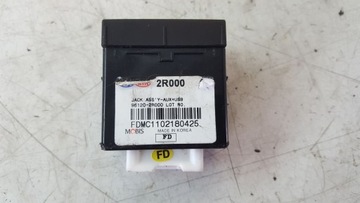 2R000
JACK ASS'Y-AUX+USB
96120-2R000 LOT NO
FDMC1102180425
MOBIS MADE IN KOREA
FD
FD